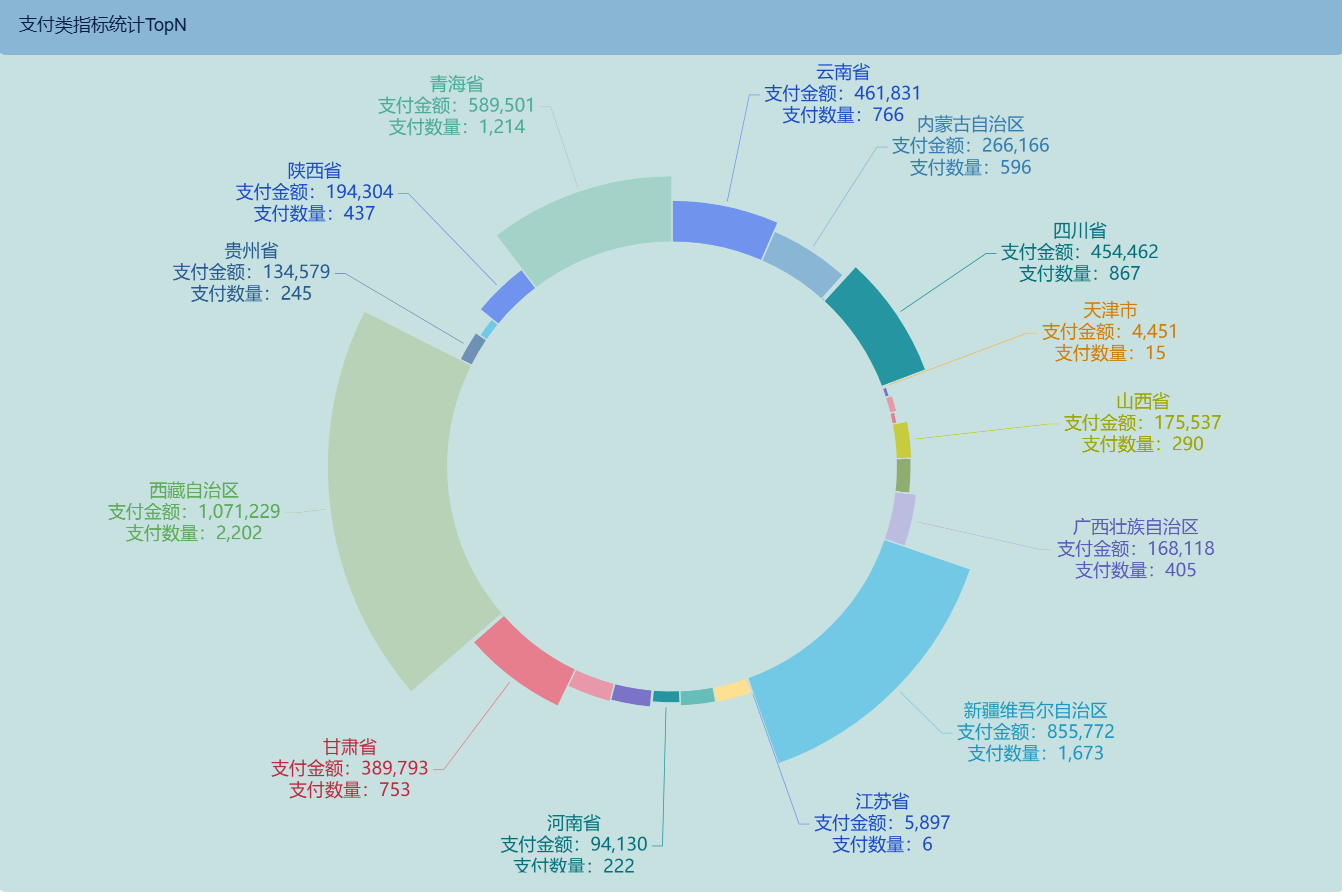 支付类指标统计TopN
云南省
支付金额：461,831
支付数量：766
内蒙古自治区
支付金额：266,166
支付数量：596
四川省
支付金额：454,462
支付数量：867
天津市
支付金额：4,451
支付数量：15
山西省
支付金额：175,537
支付数量：290
广西壮族自治区
支付金额：168,118
支付数量：405
新疆维吾尔自治区
支付金额：855,772
支付数量：1,673
江苏省
支付金额：5,897
支付数量：6
河南省
支付金额：94,130
支付数量：222
甘肃省
支付金额：389,793
支付数量：753
西藏自治区
支付金额：1,071,229
支付数量：2,202
贵州省
支付金额：134,579
支付数量：245
陕西省
支付金额：194,304
支付数量：437
青海省
支付金额：589,501
支付数量：1,214